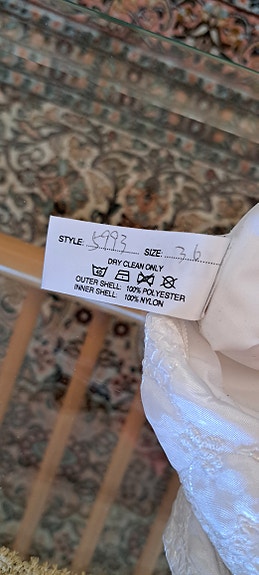 STYLE: 5993 SIZE: 36
DRY CLEAN ONLY
OUTER SHELL: 100% POLYESTER
INNER SHELL: 100% NYLON